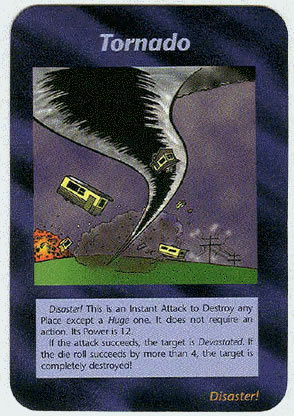 Tornado
Disaster! This is an Instant Attack to Destroy any
Place except a Huge one. It does not require an
action. Its Power is 12.
If the attack succeeds, the target is Devastated. If
the die roll succeeds by more than 4, the target is
completely destroyed!
Disaster!